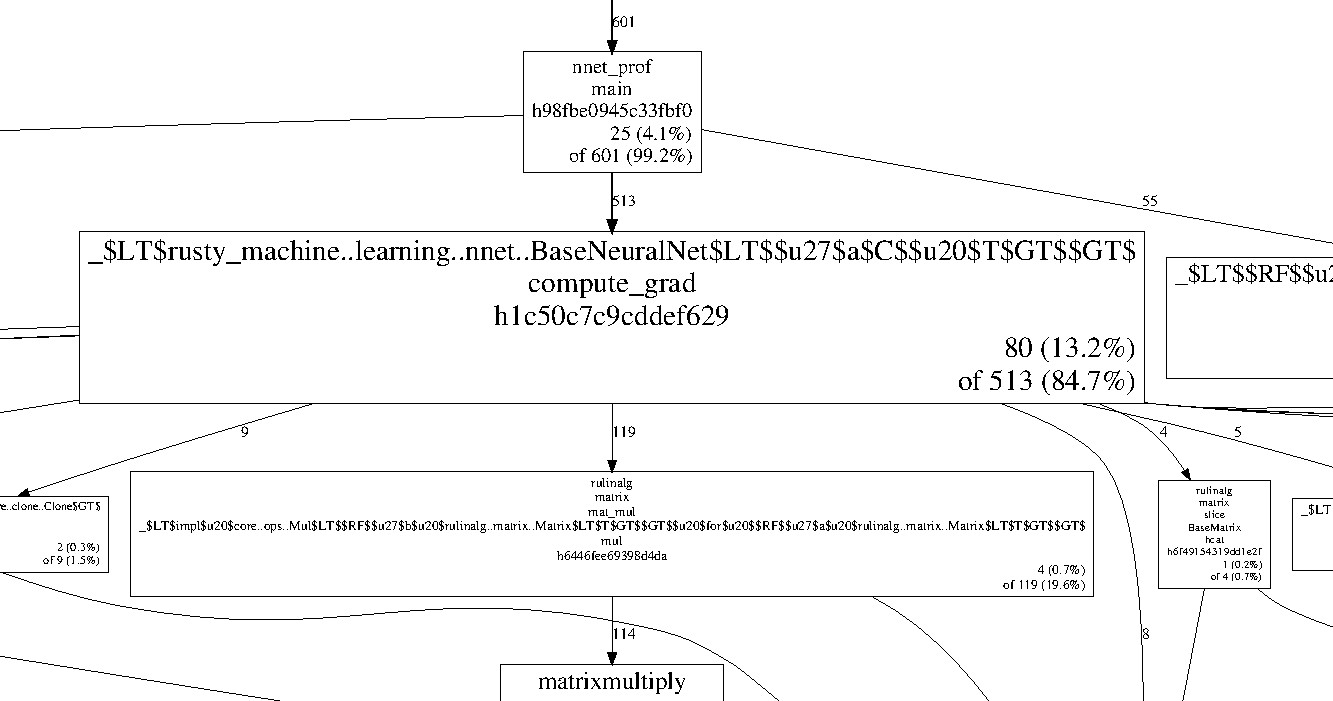 601
nnet_prof
main
h98fbe0945c33fbf0
25 (4.1%)
of 601 (99.2%)
513
55
_$LT$rusty_machine..learning..nnet..BaseNeuralNet$LT$$u27$a$C$$u20$T$GT$$GT$
compute_grad
h1c50c7c9cddef629
80 (13.2%)
of 513 (84.7%)
_$LT$$RF$$u2
9
119
4
5
e..clone..Clone$GT$
2 (0.3%)
of 9 (1.5%)
rulinalg
matrix
mat_mul
_$LT$impl$u20$core..ops..Mul$LT$$RF$$u27$b$u20$rulinalg..matrix..Matrix$LT$T$GT$$GT$$u20$for$u20$$RF$$u27$a$u20$rulinalg..matrix..Matrix$LT$T$GT$$GT$
mul
h6446fee69398d4da
4 (0.7%)
of 119 (19.6%)
rulinalg
matrix
slice
BaseMatrix
hcat
h6f49154319dd1e2f
1 (0.2%)
of 4 (0.7%)
_$LT
114
8
matrixmultiply